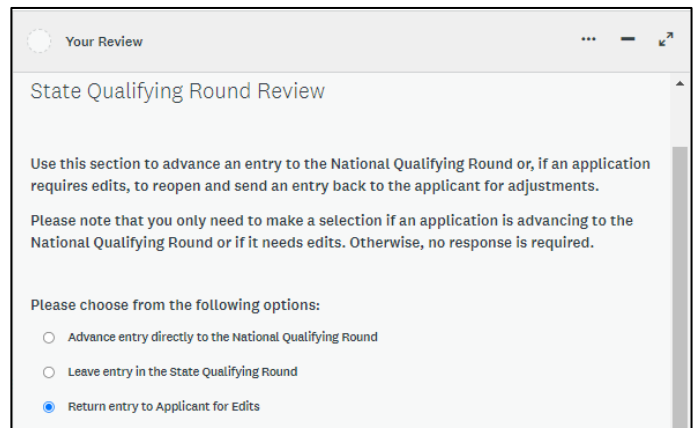 Your Review
State Qualifying Round Review
Use this section to advance an entry to the National Qualifying Round or, if an application
requires edits, to reopen and send an entry back to the applicant for adjustments.
Please note that you only need to make a selection if an application is advancing to the
National Qualifying Round or if it needs edits. Otherwise, no response is required.
Please choose from the following options:
Advance entry directly to the National Qualifying Round
Leave entry in the State Qualifying Round
Return entry to Applicant for Edits